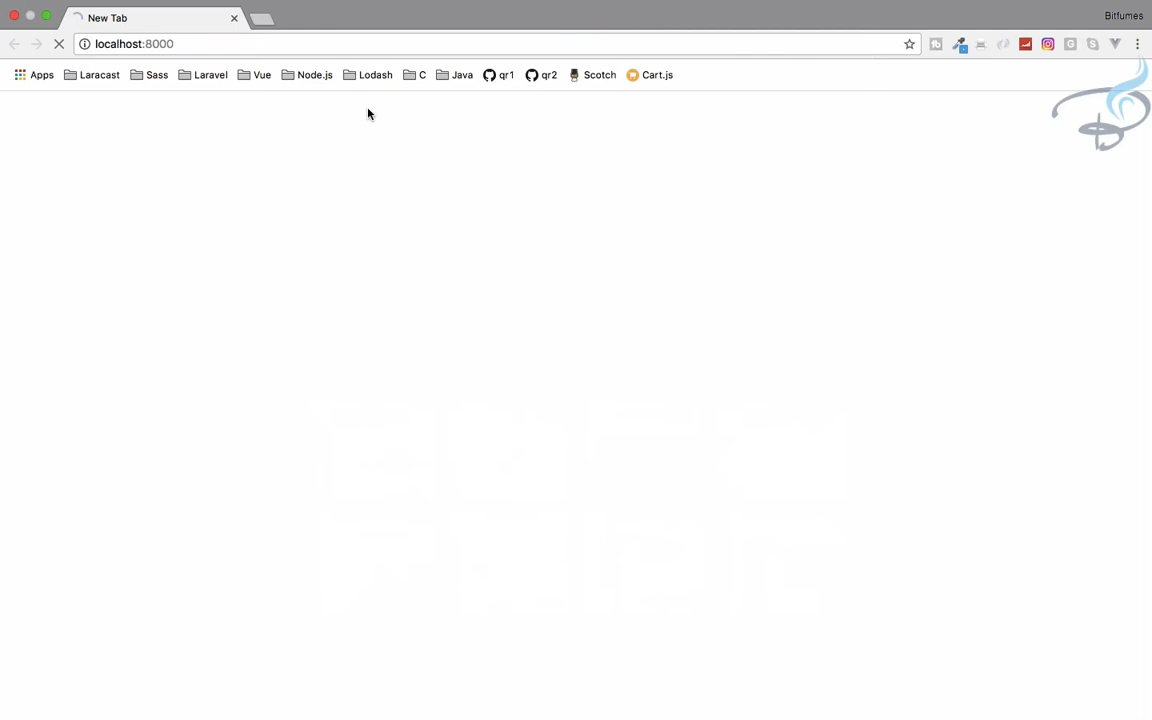 New Tab
Bitfumes
localhost:8000
Apps Laracast Sass Laravel Vue Node.js Lodash C Java qr1 qr2 Scotch Cart.js